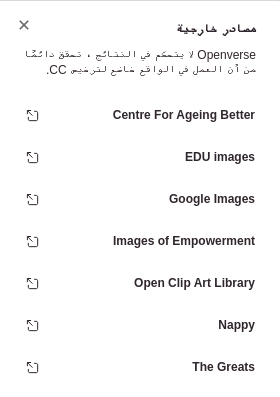 مصادر خارجية
Openverse لا يتحكم في النتائج ، تحقق دائمًا
من أن العمل في الواقع خاضع لترخيص CC.
Centre For Ageing Better
EDU images
Google Images
Images of Empowerment
Open Clip Art Library
Nappy
The Greats